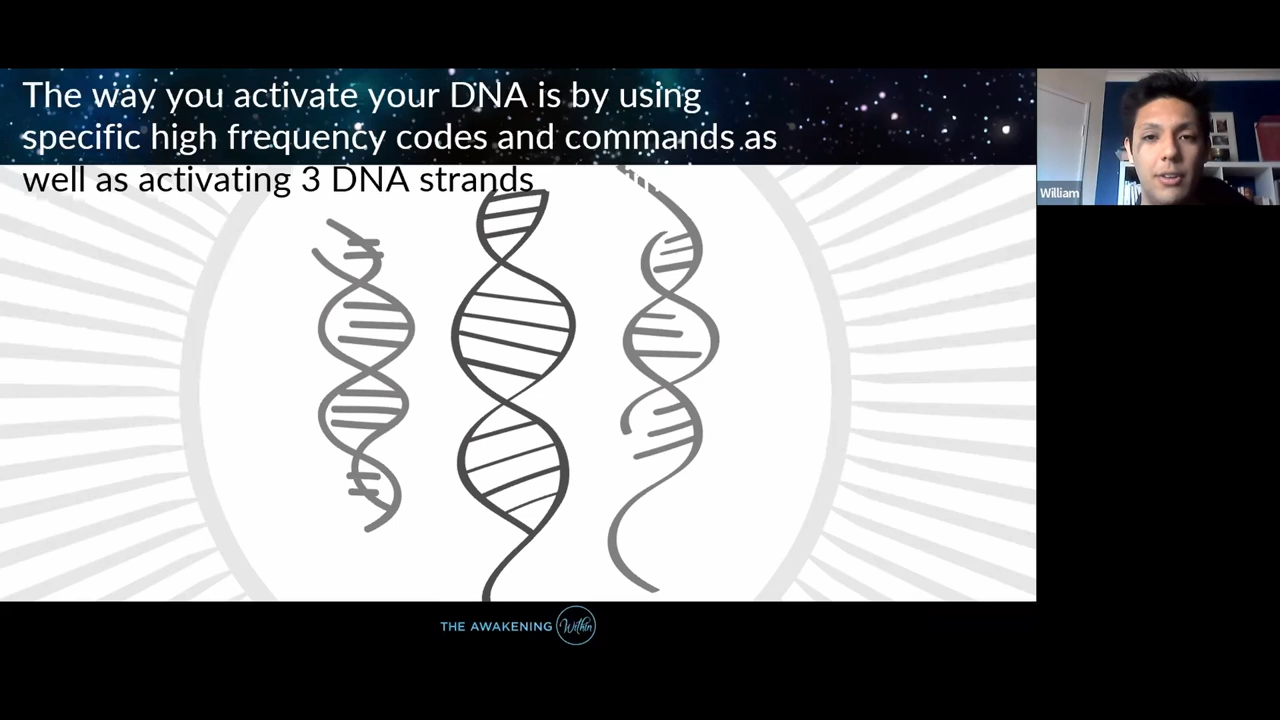 The way you activate your DNA is by using
specific high frequency codes and commands as
well as activating 3 DNA strands
William
THE AWAKENING Within